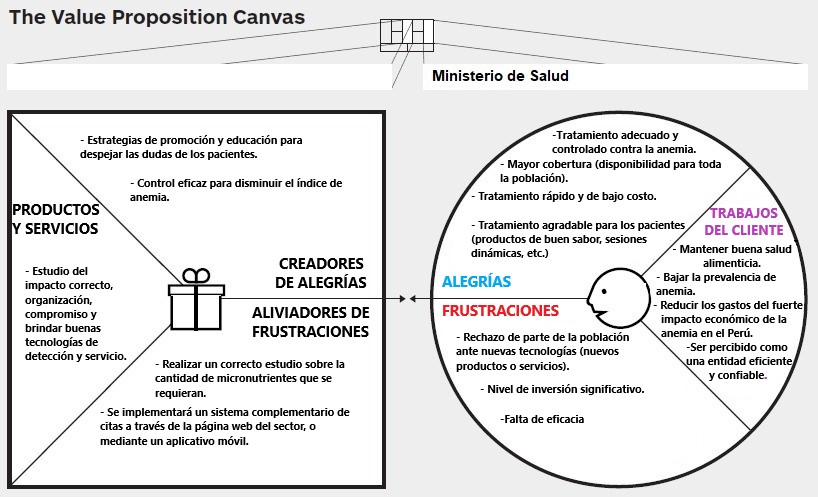 The Value Proposition Canvas
Ministerio de Salud
- Estrategias de promoción y educación para
despejar las dudas de los pacientes.
- Control eficaz para disminuir el índice de
anemia.
PRODUCTOS
Y SERVICIOS
- Estudio del
impacto correcto,
organización,
compromiso y
brindar buenas
tecnologías de
detección y servicio.
CREADORES
DE ALEGRÍAS
ALIVIADORES DE
FRUSTRACIONES
- Realizar un correcto estudio sobre la
cantidad de micronutrientes que se
requieran.
- Se implementará un sistema complementario de
citas a través de la página web del sector, o
mediante un aplicativo móvil.
-Tratamiento adecuado y
controlado contra la anemia.
- Mayor cobertura (disponibilidad para toda
la población).
- Tratamiento rápido y de bajo costo.
- Tratamiento agradable para los pacientes
(productos de buen sabor, sesiones
dinámicas, etc.)
ALEGRÍAS
FRUSTRACIONES
- Rechazo de parte de la población
ante nuevas tecnologías (nuevos
productos o servicios).
- Nivel de inversión significativo.
-Falta de eficacia
TRABAJOS
DEL CLIENTE
- Mantener buena salud
alimenticia.
- Bajar la prevalencia de
anemia.
- Reducir los gastos del fuerte
impacto económico de la
anemia en el Perú.
-Ser percibido como
una entidad eficiente
y confiable.